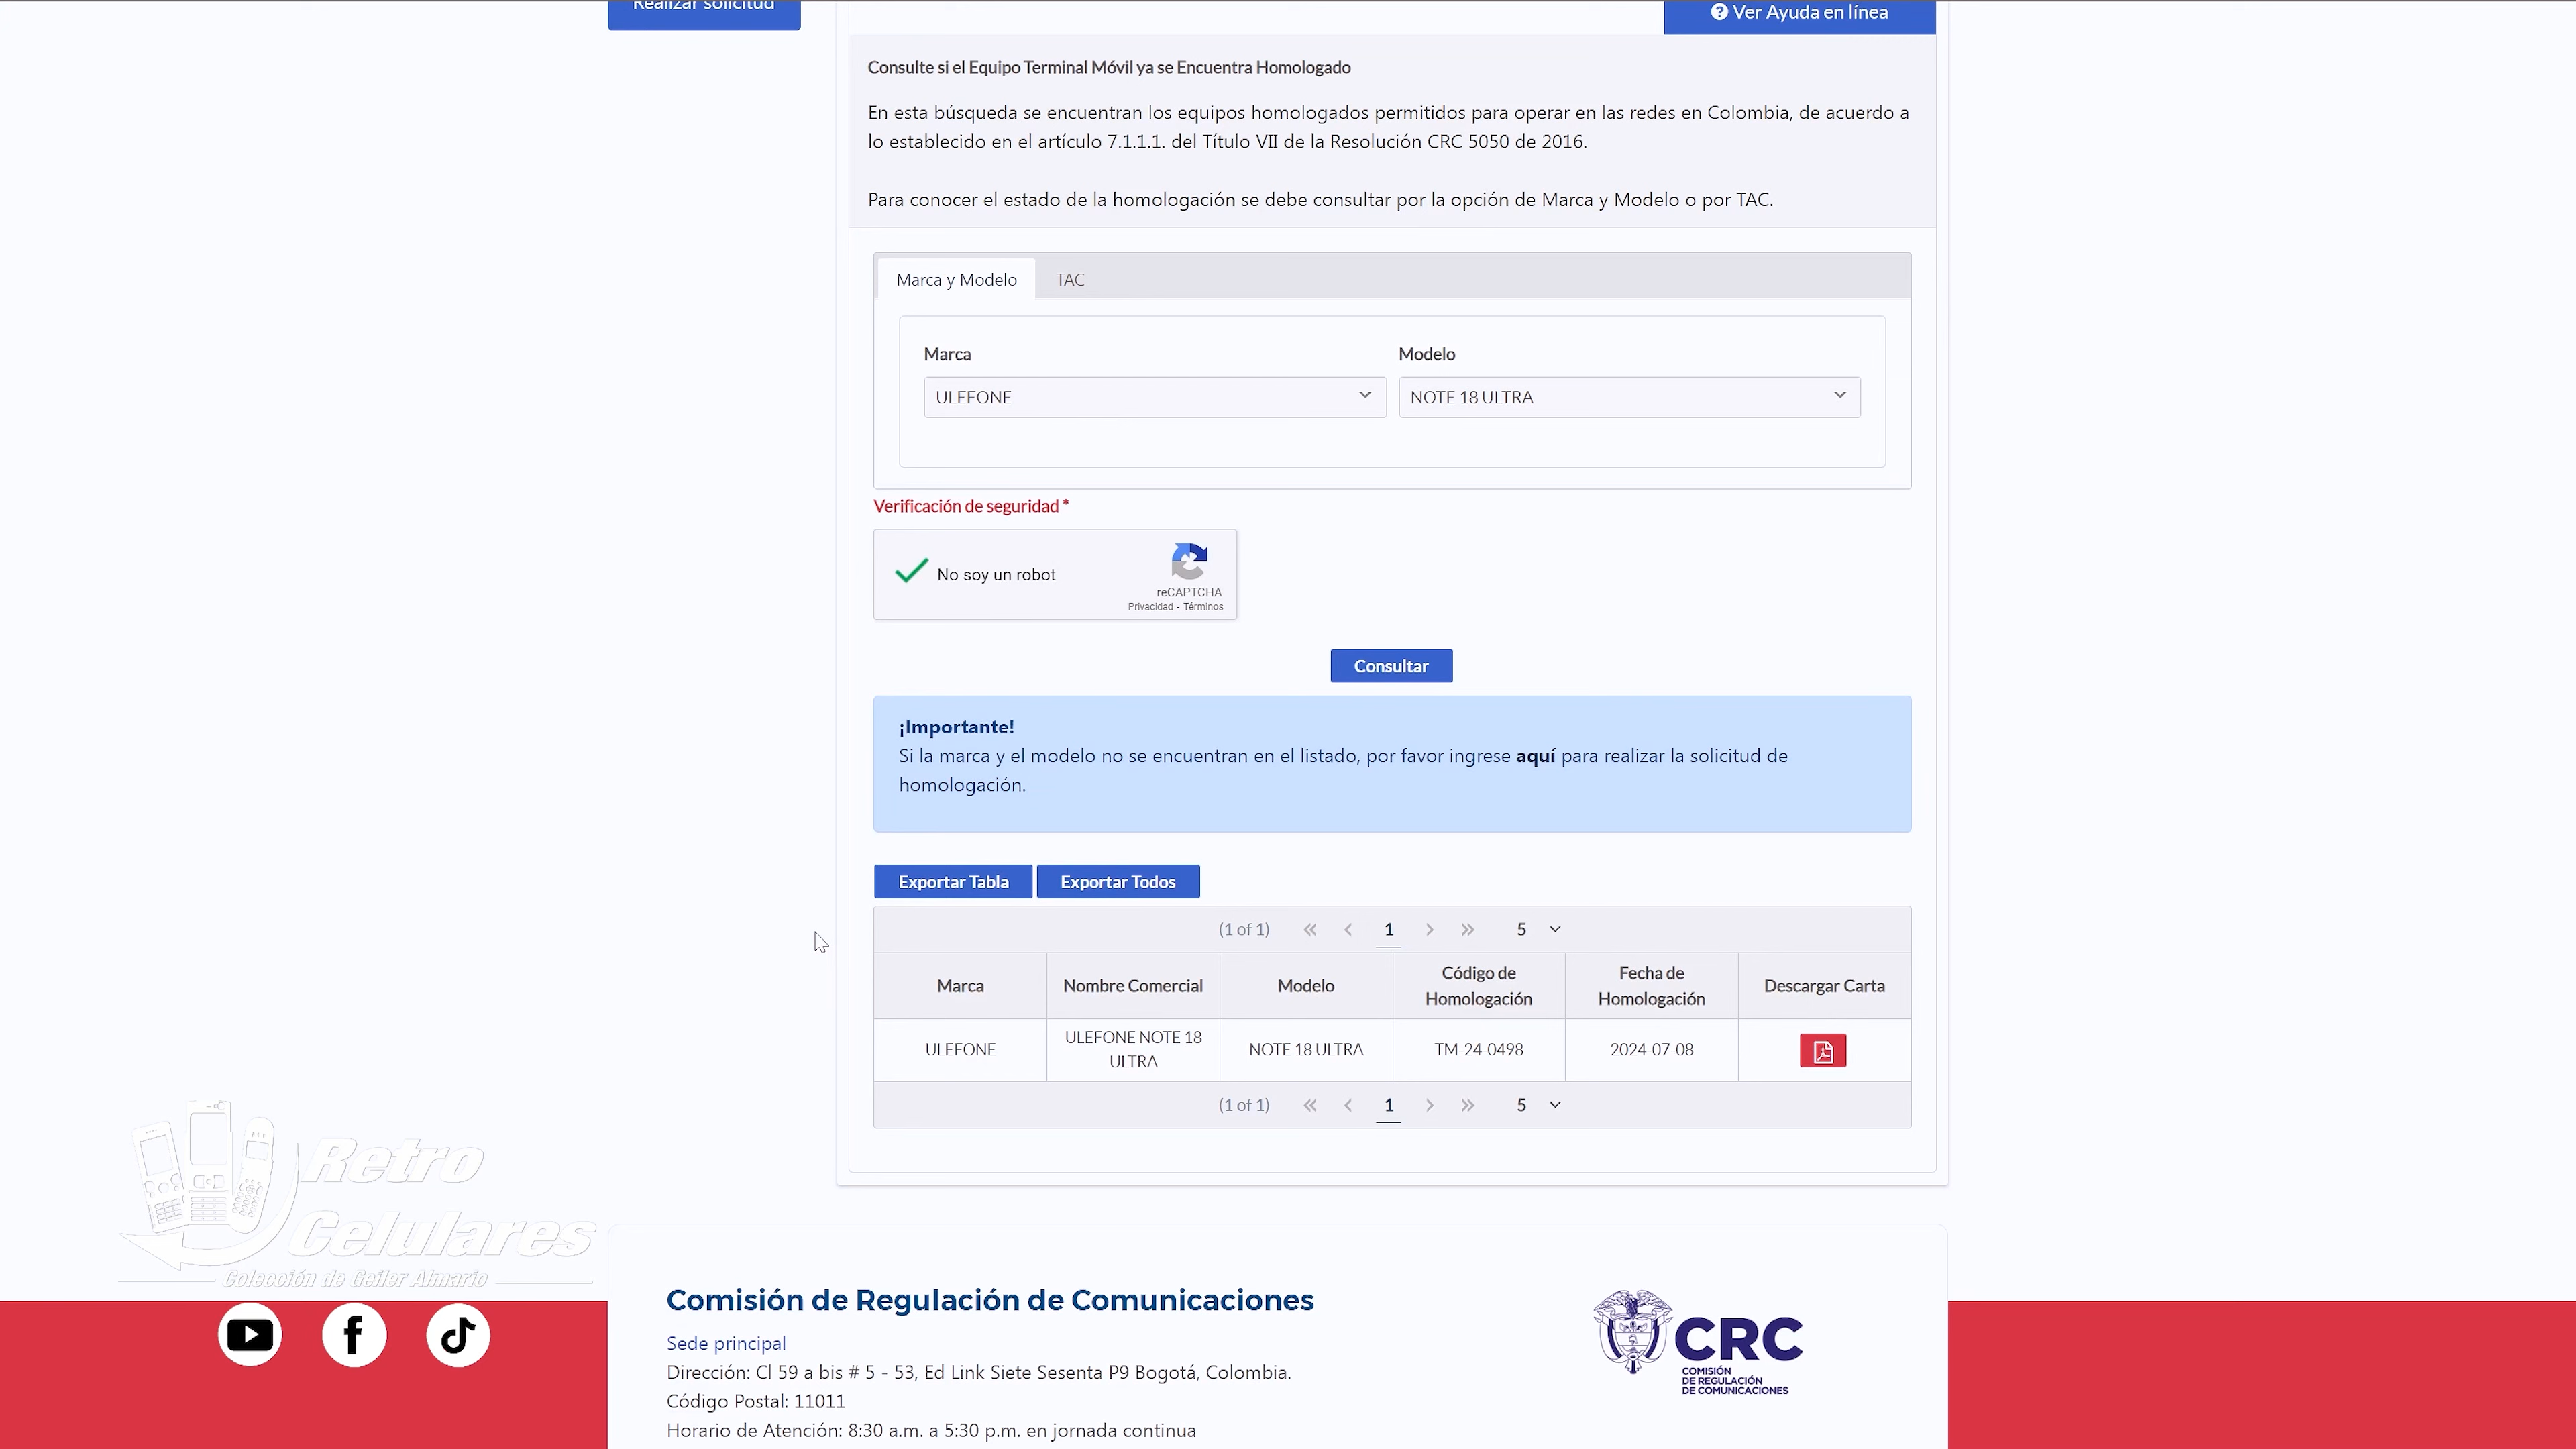 Realizar solicitud
Ver Ayuda en línea
Consulte si el Equipo Terminal Móvil ya se Encuentra Homologado
En esta búsqueda se encuentran los equipos homologados permitidos para operar en las redes en Colombia, de acuerdo a
lo establecido en el artículo 7.1.1.1. del Título VII de la Resolución CRC 5050 de 2016.
Para conocer el estado de la homologación se debe consultar por la opción de Marca y Modelo o por TAC.
Marca y Modelo TAC
Marca Modelo
ULEFONE NOTE 18 ULTRA
Verificación de seguridad *
No soy un robot
reCAPTCHA
Privacidad - Términos
Consultar
¡Importante!
Si la marca y el modelo no se encuentran en el listado, por favor ingrese aquí para realizar la solicitud de
homologación.
Exportar Tabla Exportar Todos
(1 of 1) 1 5
Marca Nombre Comercial Modelo Código de Homologación Fecha de Homologación Descargar Carta
ULEFONE ULEFONE NOTE 18 ULTRA NOTE 18 ULTRA TM-24-0498 2024-07-08
(1 of 1) 1 5
Retro
Celulares
Colección de Geiler Almario
Comisión de Regulación de Comunicaciones
Sede principal
Dirección: Cl 59 a bis # 5 - 53, Ed Link Siete Sesenta P9 Bogotá, Colombia.
Código Postal: 11011
Horario de Atención: 8:30 a.m. a 5:30 p.m. en jornada continua
CRC
COMISIÓN
DE REGULACIÓN
DE COMUNICACIONES